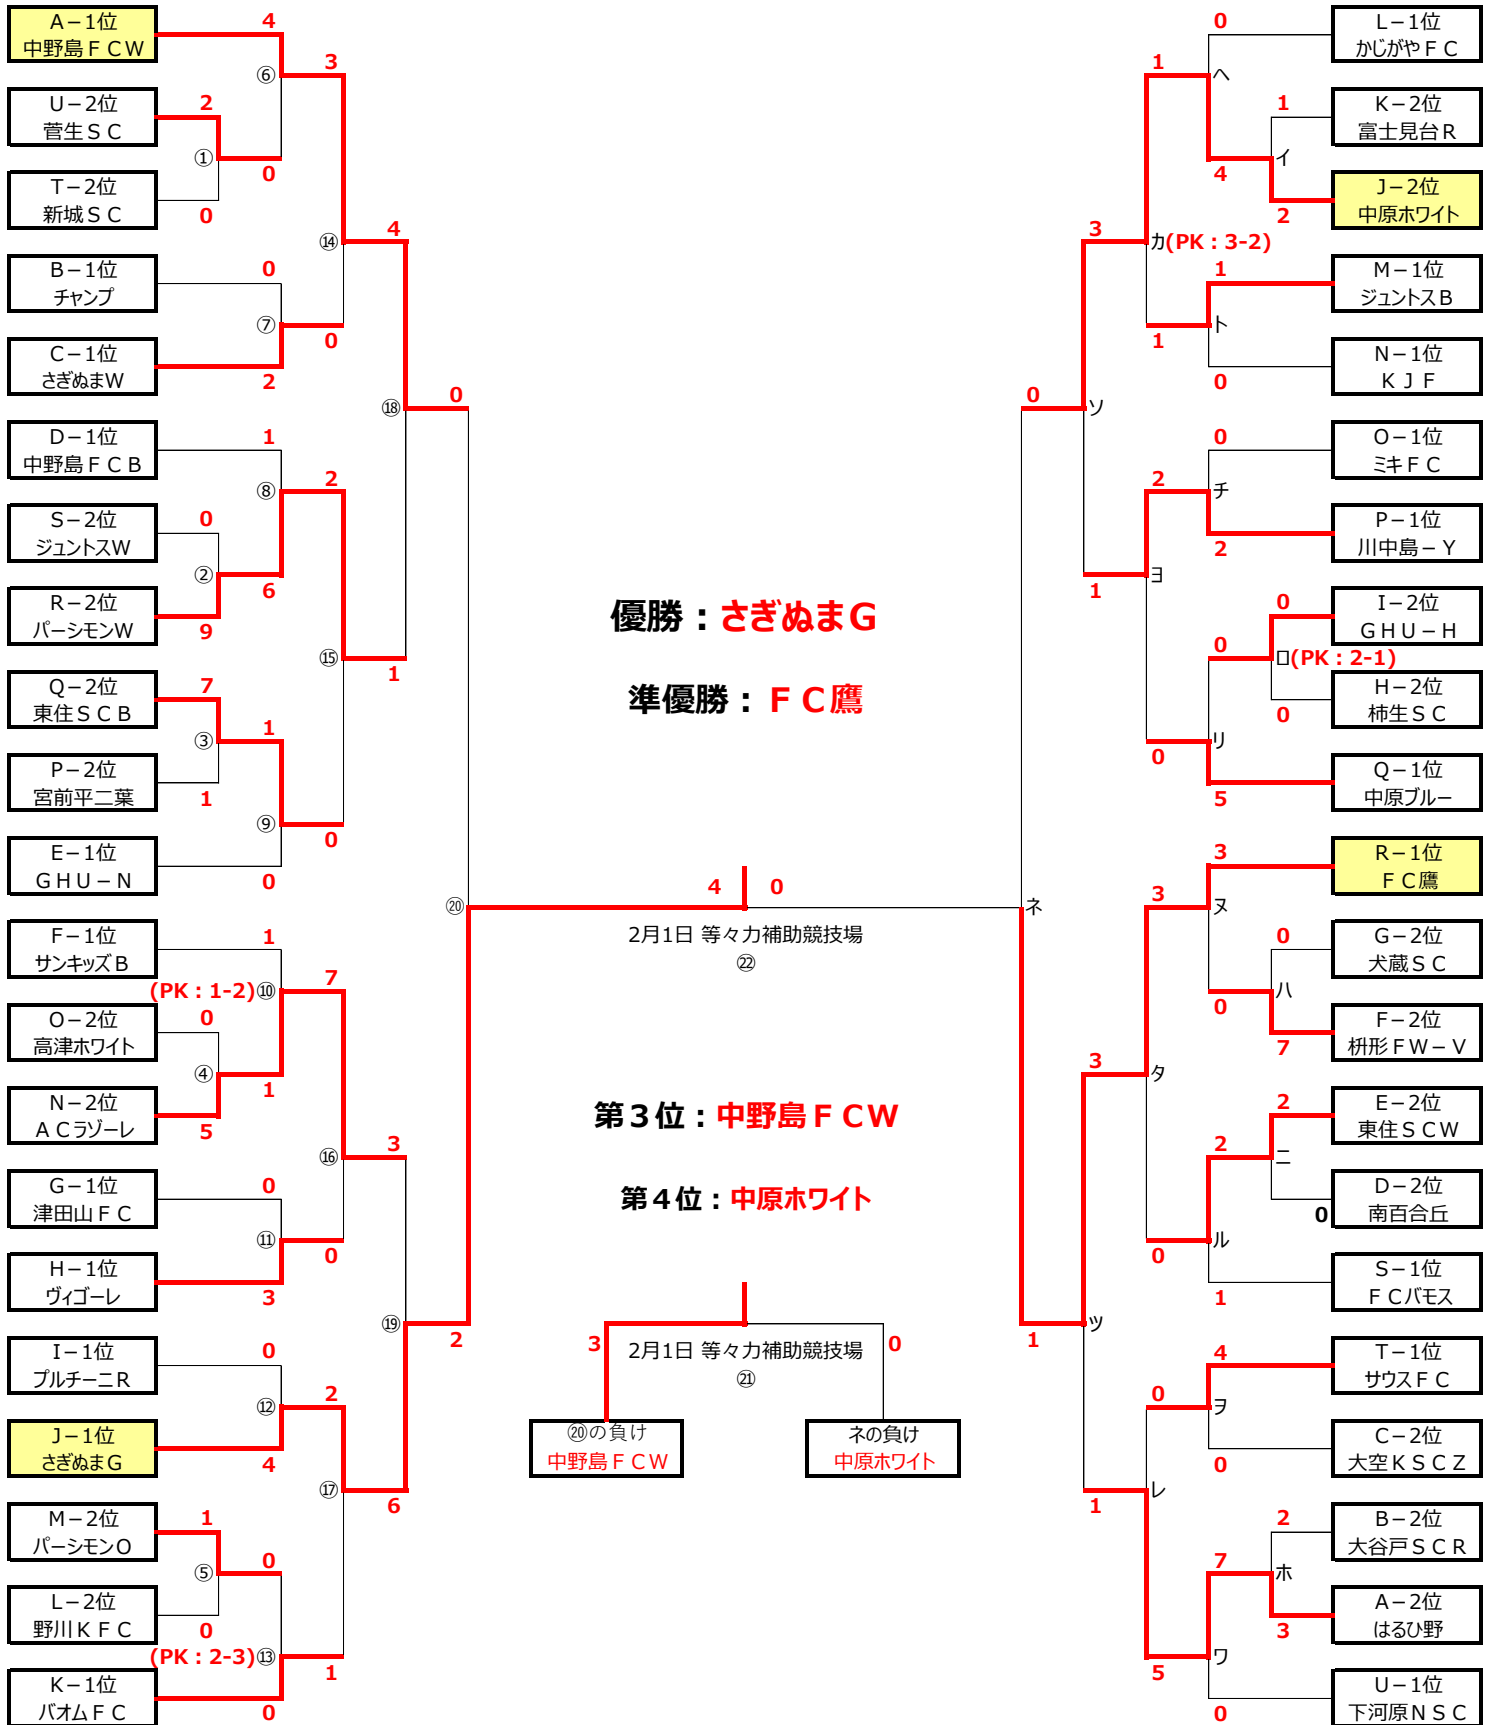 A－1位
中野島ＦＣＷ
4
3
⑥
U－2位
菅生ＳＣ
2
①
0
T－2位
新城ＳＣ
0
4
⑭
B－1位
チャンプ
0
⑦
0
C－1位
さぎぬまW
2
0
⑱
D－1位
中野島ＦＣＢ
1
2
⑧
S－2位
ジュントスW
0
②
6
R－2位
パーシモンW
9
⑮
1
Q－2位
東住ＳＣＢ
7
1
③
P－2位
宮前平二葉
1
⑨
0
E－1位
ＧＨＵ－Ｎ
0
⑳
F－1位
サンキッズＢ
1
7
(PK：1-2)⑩
O－2位
高津ホワイト
0
④
1
N－2位
ＡＣラゾーレ
5
3
⑯
G－1位
津田山ＦＣ
0
⑪
0
H－1位
ヴィゴーレ
3
⑲
2
I－1位
プルチーニＲ
0
2
⑫
J－1位
さぎぬまＧ
4
⑰
6
M－2位
パーシモンＯ
1
0
⑤
L－2位
野川ＫＦＣ
0
(PK：2-3)⑬
1
K－1位
バオムＦＣ
0
優勝：さぎぬまG
準優勝：ＦＣ鷹
4 0
2月1日 等々力補助競技場
㉒
第３位：中野島ＦＣＷ
第４位：中原ホワイト
3
2月1日 等々力補助競技場
0
㉑
⑳の負け
中野島ＦＣＷ
ネの負け
中原ホワイト
0
L－1位
かじがやＦＣ
1
ヘ
1
K－2位
富士見台Ｒ
イ
4
J－2位
中原ホワイト
2
3
カ(PK：3-2)
1
M－1位
ジュントスＢ
ト
1
N－1位
ＫＪＦ
0
0
ソ
0
O－1位
ミキＦＣ
2
チ
P－1位
川中島－Ｙ
2
1
ヨ
0
I－2位
ＧＨＵ－Ｈ
0
ロ(PK：2-1)
H－2位
柿生ＳＣ
0
リ
0
Q－1位
中原ブルー
5
3
R－1位
ＦＣ鷹
3
ヌ
ネ
0
G－2位
犬蔵ＳＣ
ハ
0
F－2位
枡形ＦＷ－Ｖ
7
3
タ
2
E－2位
東住ＳＣＷ
2
ニ
D－2位
南百合丘
0
ル
0
S－1位
ＦＣバモス
1
ツ
1
4
T－1位
サウスＦＣ
0
ヲ
C－2位
大空ＫＳＣＺ
0
レ
1
2
B－2位
大谷戸ＳＣＲ
7
ホ
A－2位
はるひ野
3
ワ
5
U－1位
下河原ＮＳＣ
0